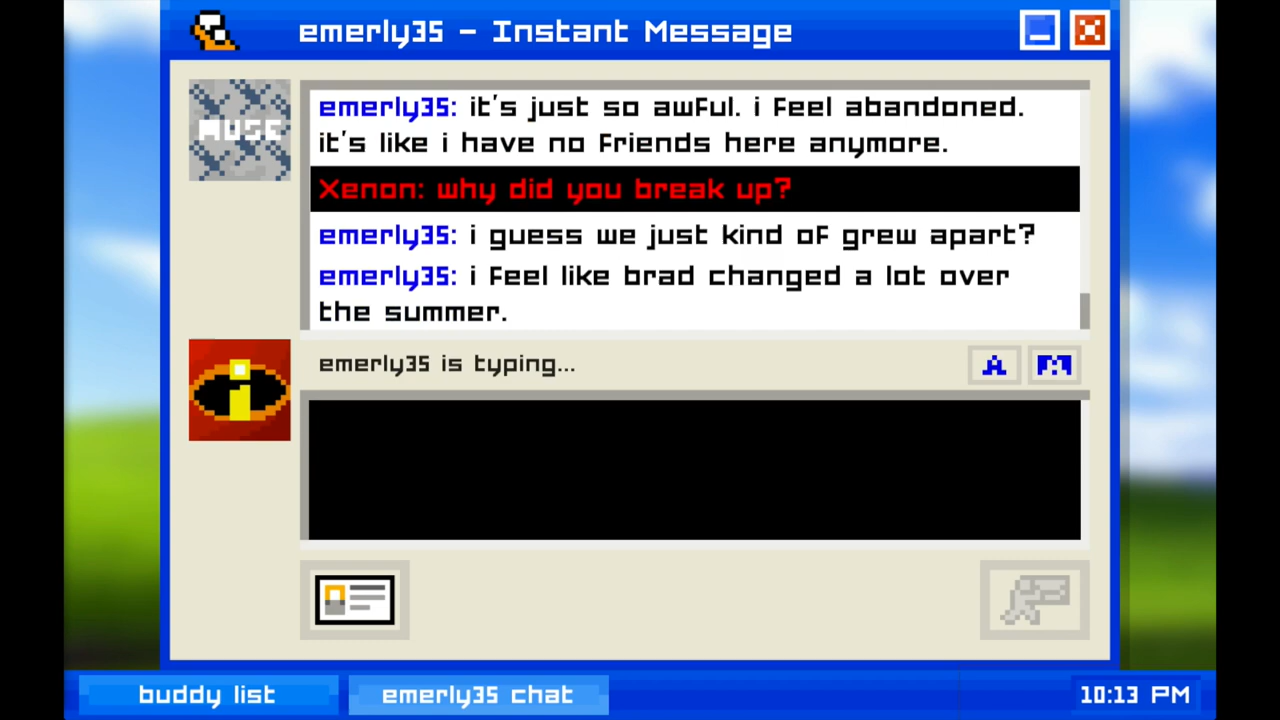 emerly35 - Instant Message
MUSE
emerly35: it's just so awful. i feel abandoned.
it's like i have no friends here anymore.
Xenon: why did you break up?
emerly35: i guess we just kind of grew apart?
emerly35: i feel like brad changed a lot over
the summer.
i
emerly35 is typing...
A
buddy list
emerly35 chat
10:13 PM